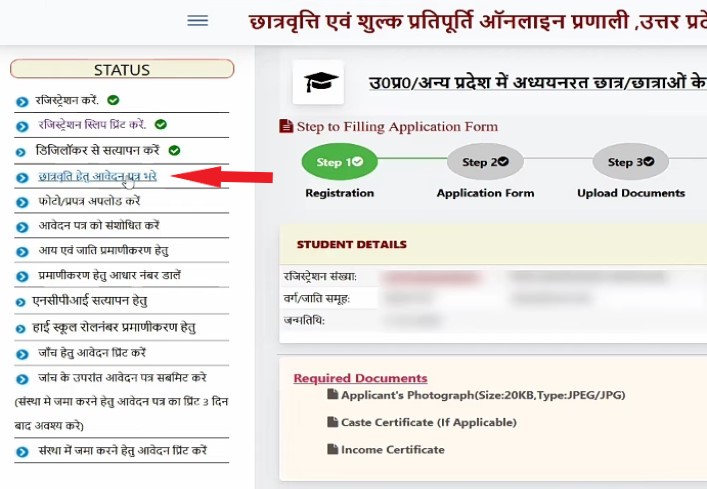 छात्रवृत्ति एवं शुल्क प्रतिपूर्ति ऑनलाइन प्रणाली ,उत्तर प्रदे
STATUS
रजिस्ट्रेशन करें.
रजिस्ट्रेशन स्लिप प्रिंट करें.
डिजिलॉकर से सत्यापन करें
छात्रवृति हेतु आवेदन पत्र भरे
फोटो/प्रपत्र अपलोड करें
आवेदन पत्र को संशोधित करें
आय एवं जाति प्रमाणीकरण हेतु
प्रमाणीकरण हेतु आधार नंबर डालें
एनसीपीआई सत्यापन हेतु
हाई स्कूल रोलनंबर प्रमाणीकरण हेतु
जाँच हेतु आवेदन प्रिंट करें
जांच के उपरांत आवेदन पत्र सबमिट करे
(संस्था मे जमा करने हेतु आवेदन पत्र का प्रिंट 3 दिन
बाद अवश्य करे)
संस्था में जमा करने हेतु आवेदन प्रिंट करें
उ0प्र0/अन्य प्रदेश में अध्ययनरत छात्र/छात्राओं के
Step to Filling Application Form
Step 1
Step 2
Step 3
Registration
Application Form
Upload Documents
STUDENT DETAILS
रजिस्ट्रेशन संख्या:
वर्ग/जाति समूह:
जन्मतिथि:
Required Documents
Applicant's Photograph(Size:20KB,Type:JPEG/JPG)
Caste Certificate (If Applicable)
Income Certificate